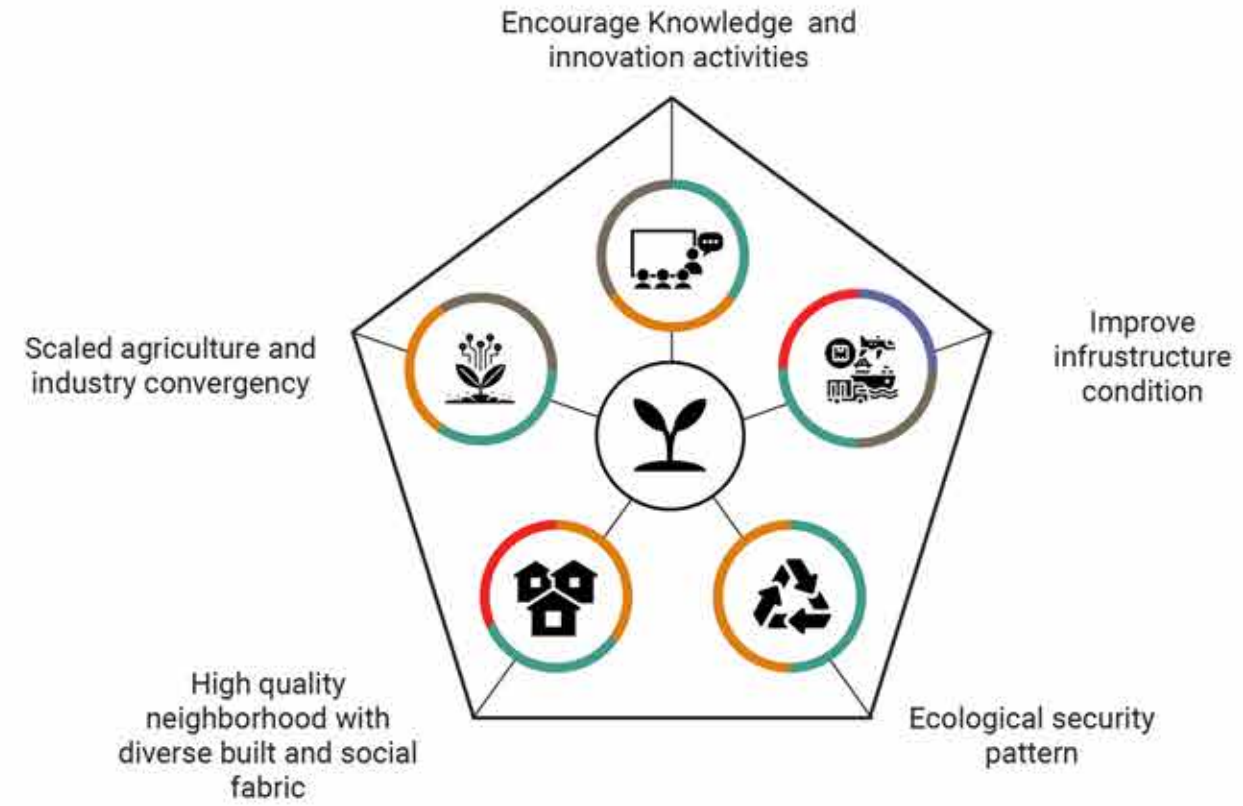 Encourage Knowledge and
innovation activities
Scaled agriculture and
industry convergency
Improve
infrustructure
condition
High quality
neighborhood with
diverse built and social
fabric
Ecological security
pattern